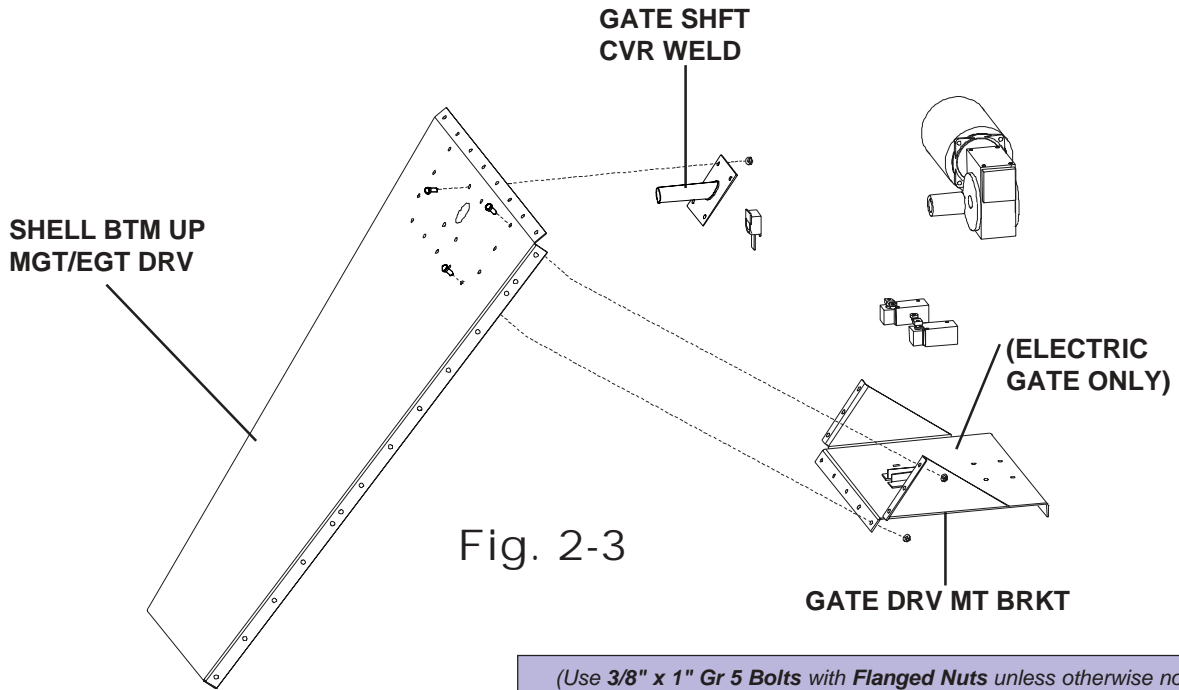 GATE SHFT
CVR WELD
SHELL BTM UP
MGT/EGT DRV
(ELECTRIC
GATE ONLY)
Fig. 2-3
GATE DRV MT BRKT
(Use 3/8" x 1" Gr 5 Bolts with Flanged Nuts unless otherwise